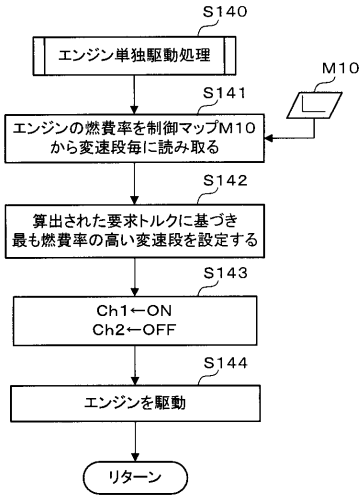 S140
エンジン単独駆動処理
M10
S141
エンジンの燃費率を制御マップM10
から変速段毎に読み取る
S142
算出された要求トルクに基づき
最も燃費率の高い変速段を設定する
S143
Ch1←ON
Ch2←OFF
S144
エンジンを駆動
リターン